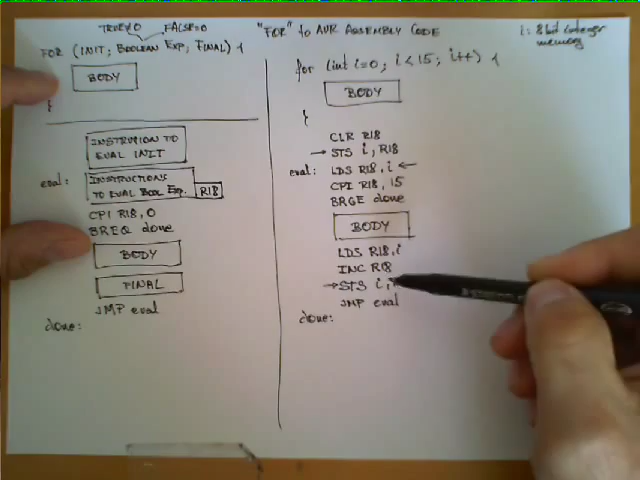 TRUE≠0 FALSE=0
"FOR" to AVR ASSEMBLY CODE
i: 8bit integer
memory
FOR (INIT; BOOLEAN EXP; FINAL) {
BODY
}
INSTRUTION TO
EVAL INIT
eval: INSTRUCTIONS
TO EVAL BOOL EXP. R18
CPI R18, 0
BREQ done
BODY
FINAL
JMP eval
done:
for (int i=0; i<15; i++) {
BODY
}
CLR R18
→ STS i, R18
eval: LDS R18, i ←
CPI R18, 15
BRGE done
BODY
LDS R18, i
INC R18
→ STS i,
JMP eval
done: